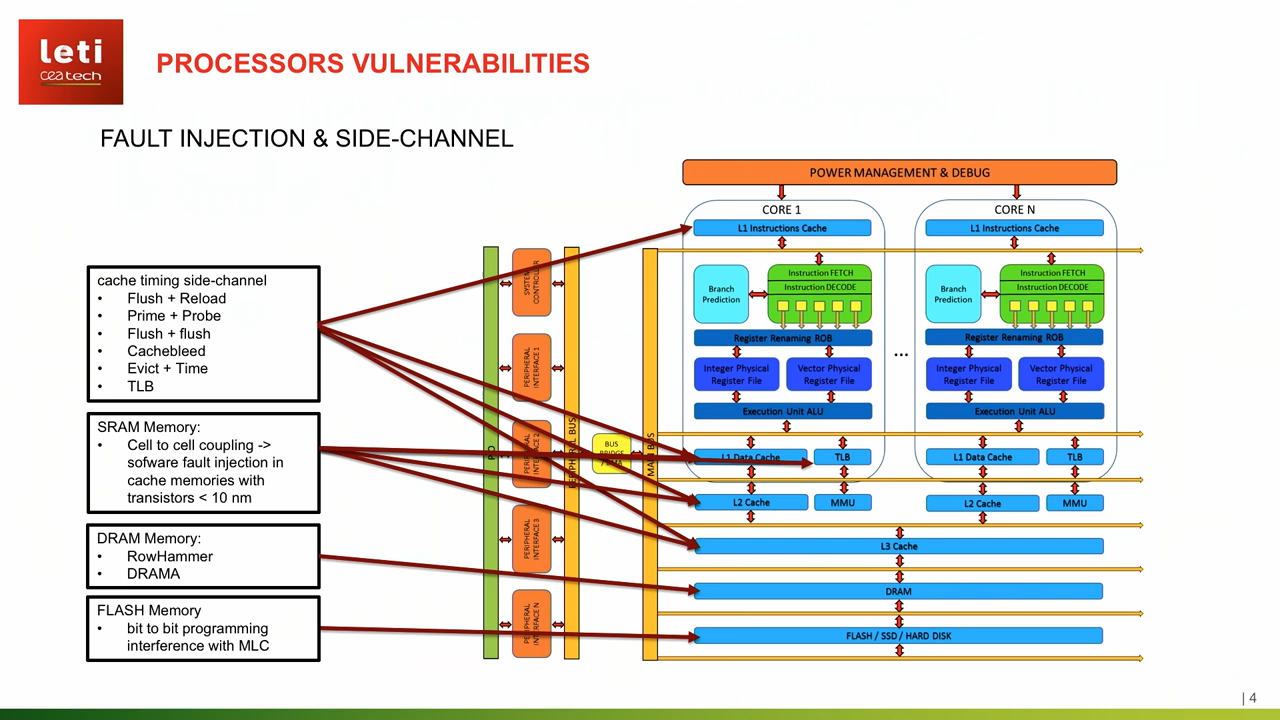 leti
cea tech
PROCESSORS VULNERABILITIES
FAULT INJECTION & SIDE-CHANNEL
cache timing side-channel
• Flush + Reload
• Prime + Probe
• Flush + flush
• Cachebleed
• Evict + Time
• TLB
SRAM Memory:
• Cell to cell coupling ->
sofware fault injection in
cache memories with
transistors < 10 nm
DRAM Memory:
• RowHammer
• DRAMA
FLASH Memory
• bit to bit programming
interference with MLC
SYSTEM
CONTROLLER
PERIPHERAL
INTERFACE 1
PERIPHERAL
INTERFACE 2
PERIPHERAL
INTERFACE 3
PERIPHERAL
INTERFACE N
PERIPHERAL BUS
BUS
BRIDGE
MAIN BUS
POWER MANAGEMENT & DEBUG
CORE 1
L1 Instructions Cache
Branch
Prediction
Instruction FETCH
Instruction DECODE
Register Renaming ROB
Integer Physical
Register File
Vector Physical
Register File
Execution Unit ALU
L1 Data Cache
TLB
L2 Cache
MMU
...
CORE N
L1 Instructions Cache
Branch
Prediction
Instruction FETCH
Instruction DECODE
Register Renaming ROB
Integer Physical
Register File
Vector Physical
Register File
Execution Unit ALU
L1 Data Cache
TLB
L2 Cache
MMU
L3 Cache
DRAM
FLASH / SSD / HARD DISK
| 4